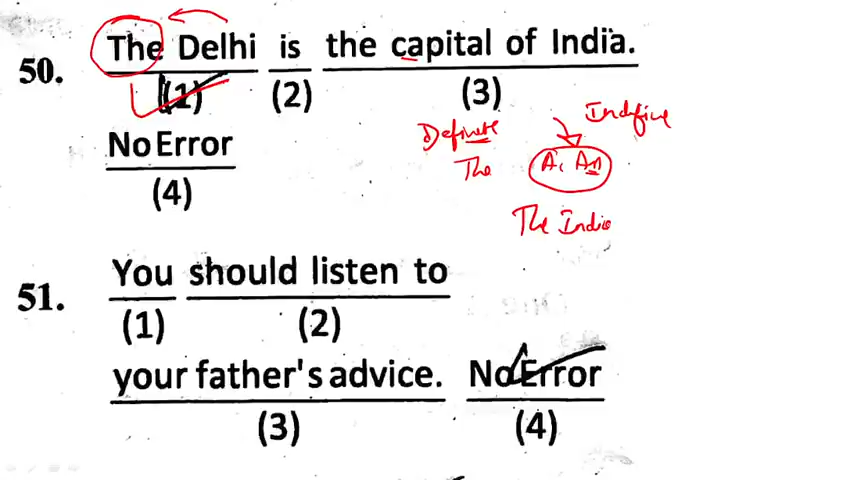 50. The Delhi is the capital of India.
(1) (2) (3)
Definite Indefine
The A, An
No Error
(4)
The India
51. You should listen to
(1) (2)
your father's advice. No Error
(3) (4)